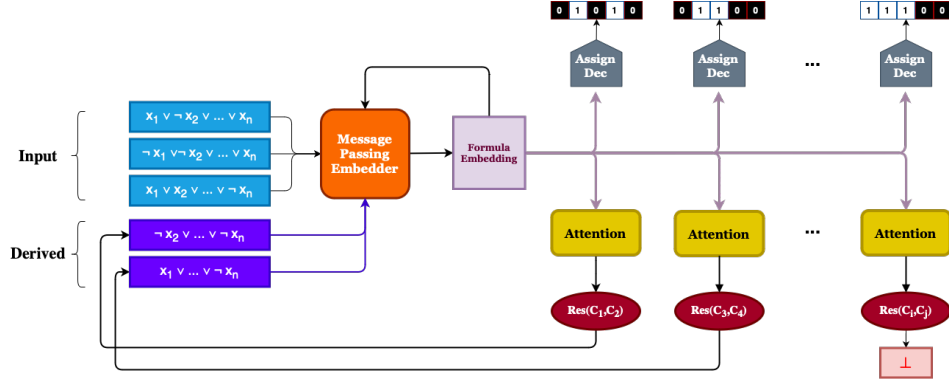 0 1 0 1 0
0 1 1 0 0
1 1 1 0 0
Assign Dec
Assign Dec
...
Assign Dec
Input
x₁ ∨ ¬ x₂ ∨ ... ∨ xₙ
¬ x₁ ∨¬ x₂ ∨ ... ∨ xₙ
x₁ ∨ x₂ ∨ ... ∨ ¬ xₙ
Message
Passing
Embedder
Formula
Embedding
Derived
¬ x₂ ∨ ... ∨ ¬ xₙ
x₁ ∨ ... ∨ ¬ xₙ
Attention
Attention
...
Attention
Res(C₁,C₂)
Res(C₃,C₄)
Res(Cᵢ,Cⱼ)
⊥